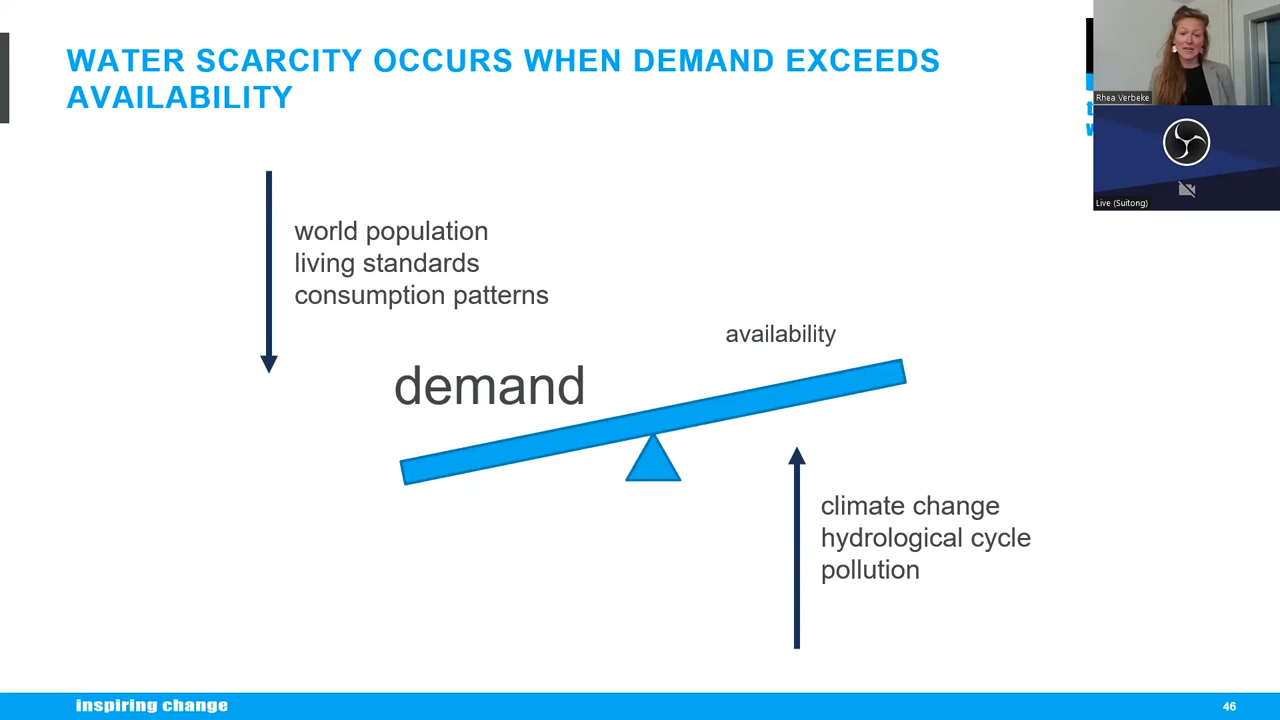 WATER SCARCITY OCCURS WHEN DEMAND EXCEEDS
AVAILABILITY
Rhea Verbeke
Live (Suitong)
world population
living standards
consumption patterns
availability
demand
climate change
hydrological cycle
pollution
inspiring change
46